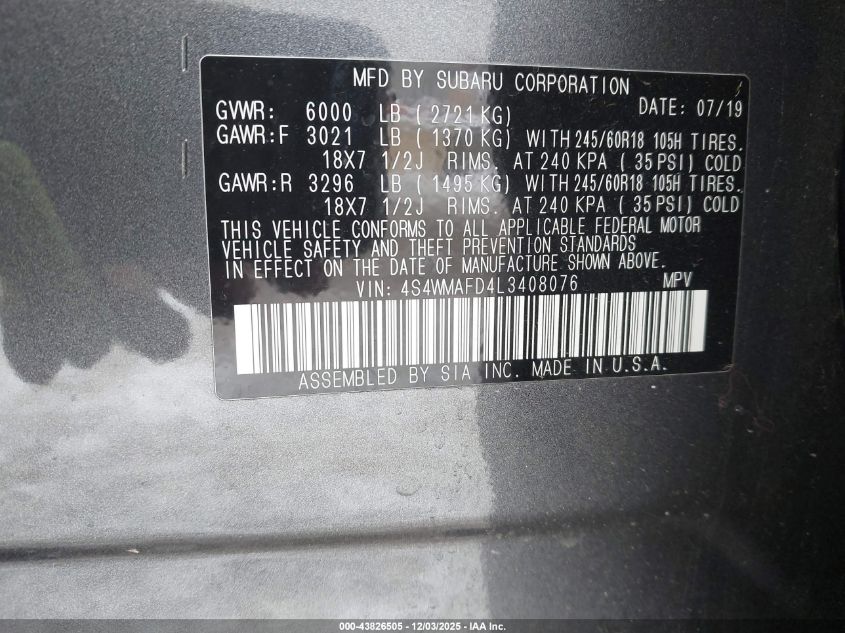 MFD BY SUBARU CORPORATION
GVWR: 6000 LB ( 2721 KG) DATE: 07/19
GAWR:F 3021 LB ( 1370 KG) WITH 245/60R18 105H TIRES.
18X7 1/2J RIMS. AT 240 KPA ( 35 PSI) COLD
GAWR:R 3296 LB ( 1495 KG) WITH 245/60R18 105H TIRES.
18X7 1/2J RIMS. AT 240 KPA ( 35 PSI) COLD
THIS VEHICLE CONFORMS TO ALL APPLICABLE FEDERAL MOTOR
VEHICLE SAFETY AND THEFT PREVENTION STANDARDS
IN EFFECT ON THE DATE OF MANUFACTURE SHOWN ABOVE.
VIN: 4S4WMAFD4L3408076 MPV
ASSEMBLED BY SIA INC. MADE IN U.S.A.
000-43826505 - 12/03/2025 - IAA Inc.